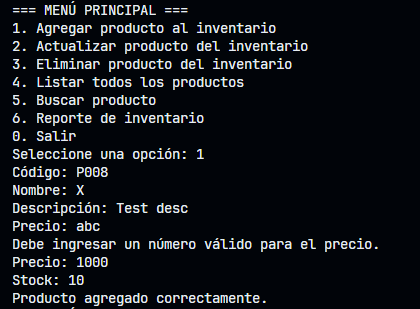 === MENÚ PRINCIPAL ===
1. Agregar producto al inventario
2. Actualizar producto del inventario
3. Eliminar producto del inventario
4. Listar todos los productos
5. Buscar producto
6. Reporte de inventario
0. Salir
Seleccione una opción: 1
Código: P008
Nombre: X
Descripción: Test desc
Precio: abc
Debe ingresar un número válido para el precio.
Precio: 1000
Stock: 10
Producto agregado correctamente.